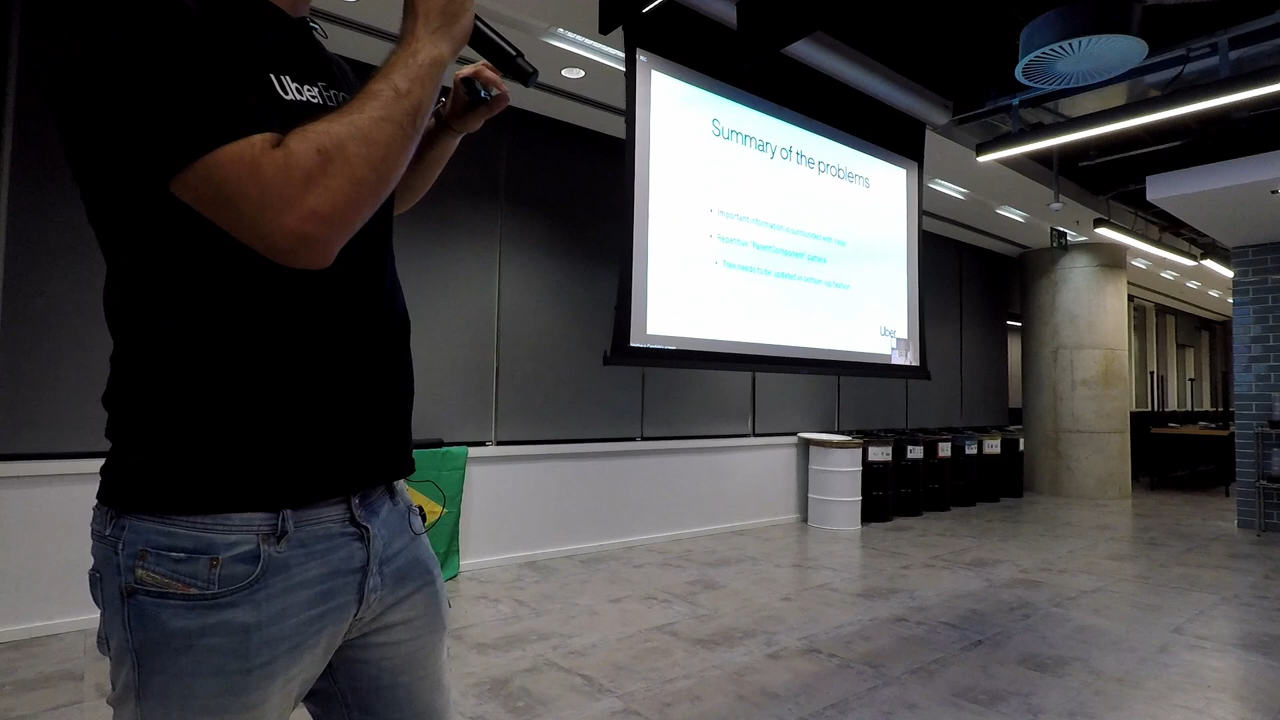 UberEng
Summary of the problems
Important information is surrounded with noise
Repetitive "ParentComponent" pattern
Tree needs to be updated in bottom-up fashion
Uber